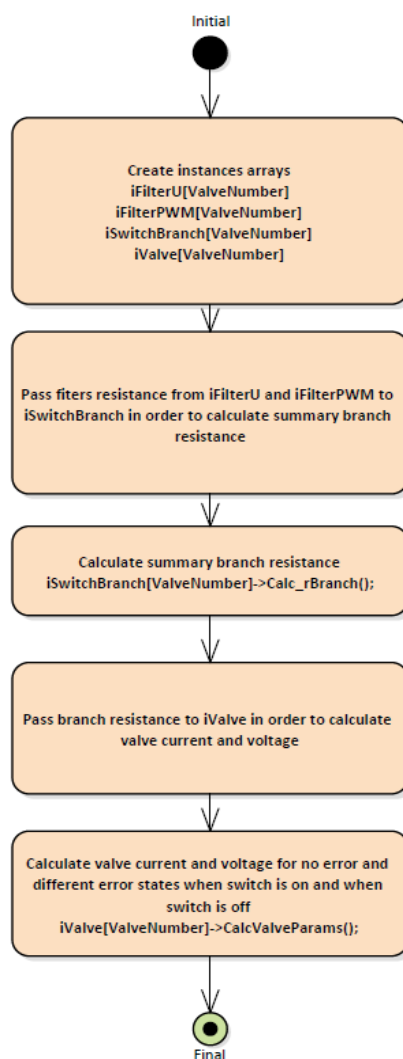 Initial
Create instances arrays
iFilterU[ValveNumber]
iFilterPWM[ValveNumber]
iSwitchBranch[ValveNumber]
iValve[ValveNumber]
Pass fiters resistance from iFilterU and iFilterPWM to
iSwitchBranch in order to calculate summary branch
resistance
Calculate summary branch resistance
iSwitchBranch[ValveNumber]->Calc_rBranch();
Pass branch resistance to iValve in order to calculate
valve current and voltage
Calculate valve current and voltage for no error and
different error states when switch is on and when
switch is off
iValve[ValveNumber]->CalcValveParams();
Final